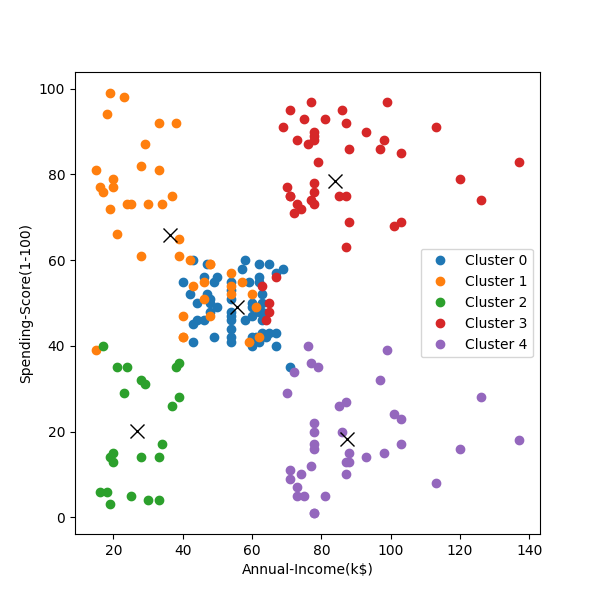 100
80
60
40
20
0
Spending-Score(1-100)
Cluster 0
Cluster 1
Cluster 2
Cluster 3
Cluster 4
20 40 60 80 100 120 140
Annual-Income(k$)